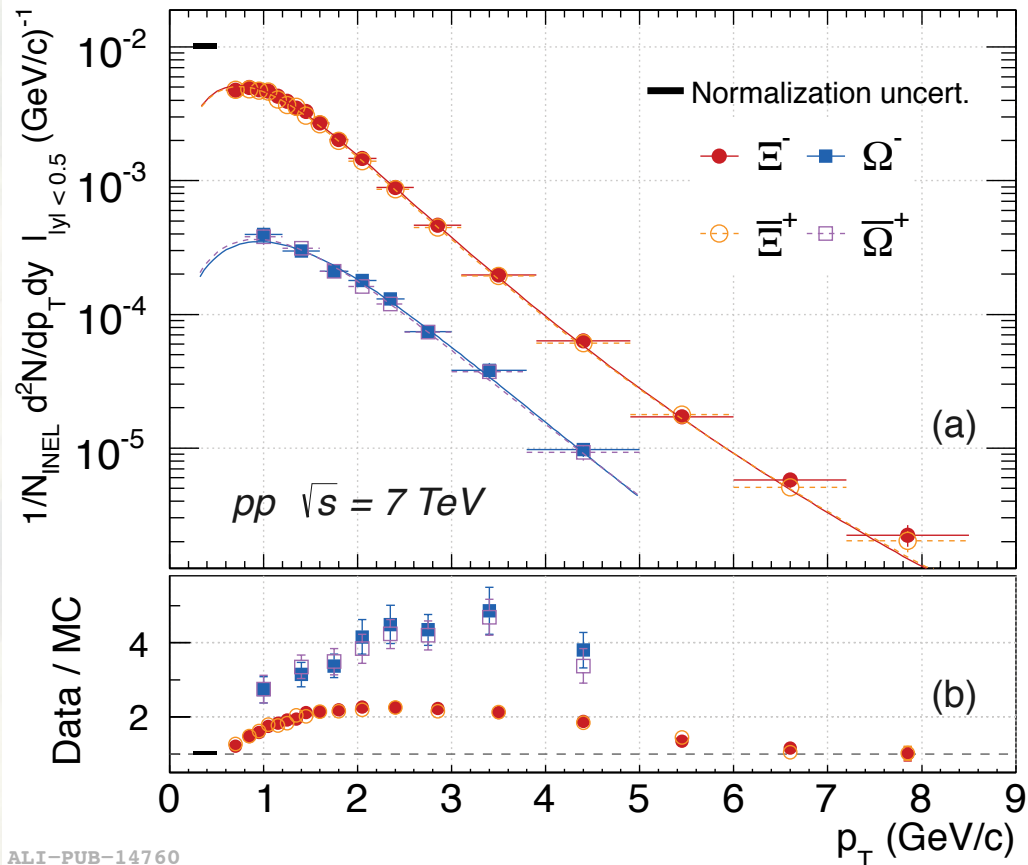 1/N_INEL d²N/dp_T dy |_|y| < 0.5 (GeV/c)⁻¹
10⁻²
10⁻³
10⁻⁴
10⁻⁵
Normalization uncert.
Ξ⁻ Ω⁻
Ξ̅⁺ Ω̅⁺
(a)
pp √s = 7 TeV
Data / MC
4
2
(b)
0 1 2 3 4 5 6 7 8 9
p_T (GeV/c)
ALI-PUB-14760